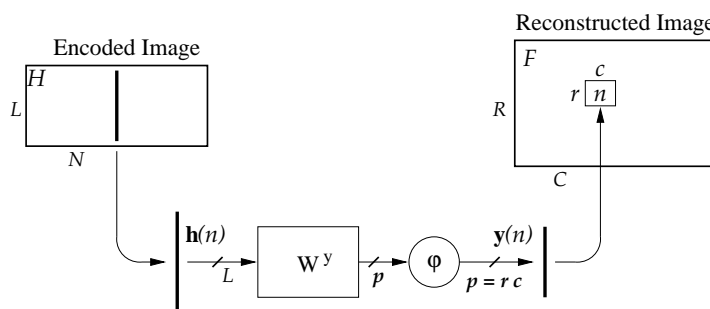 Encoded Image
Reconstructed Image
H
L
N
F
c
r n
R
C
h(n)
L
W^y
p
φ
y(n)
p = r c